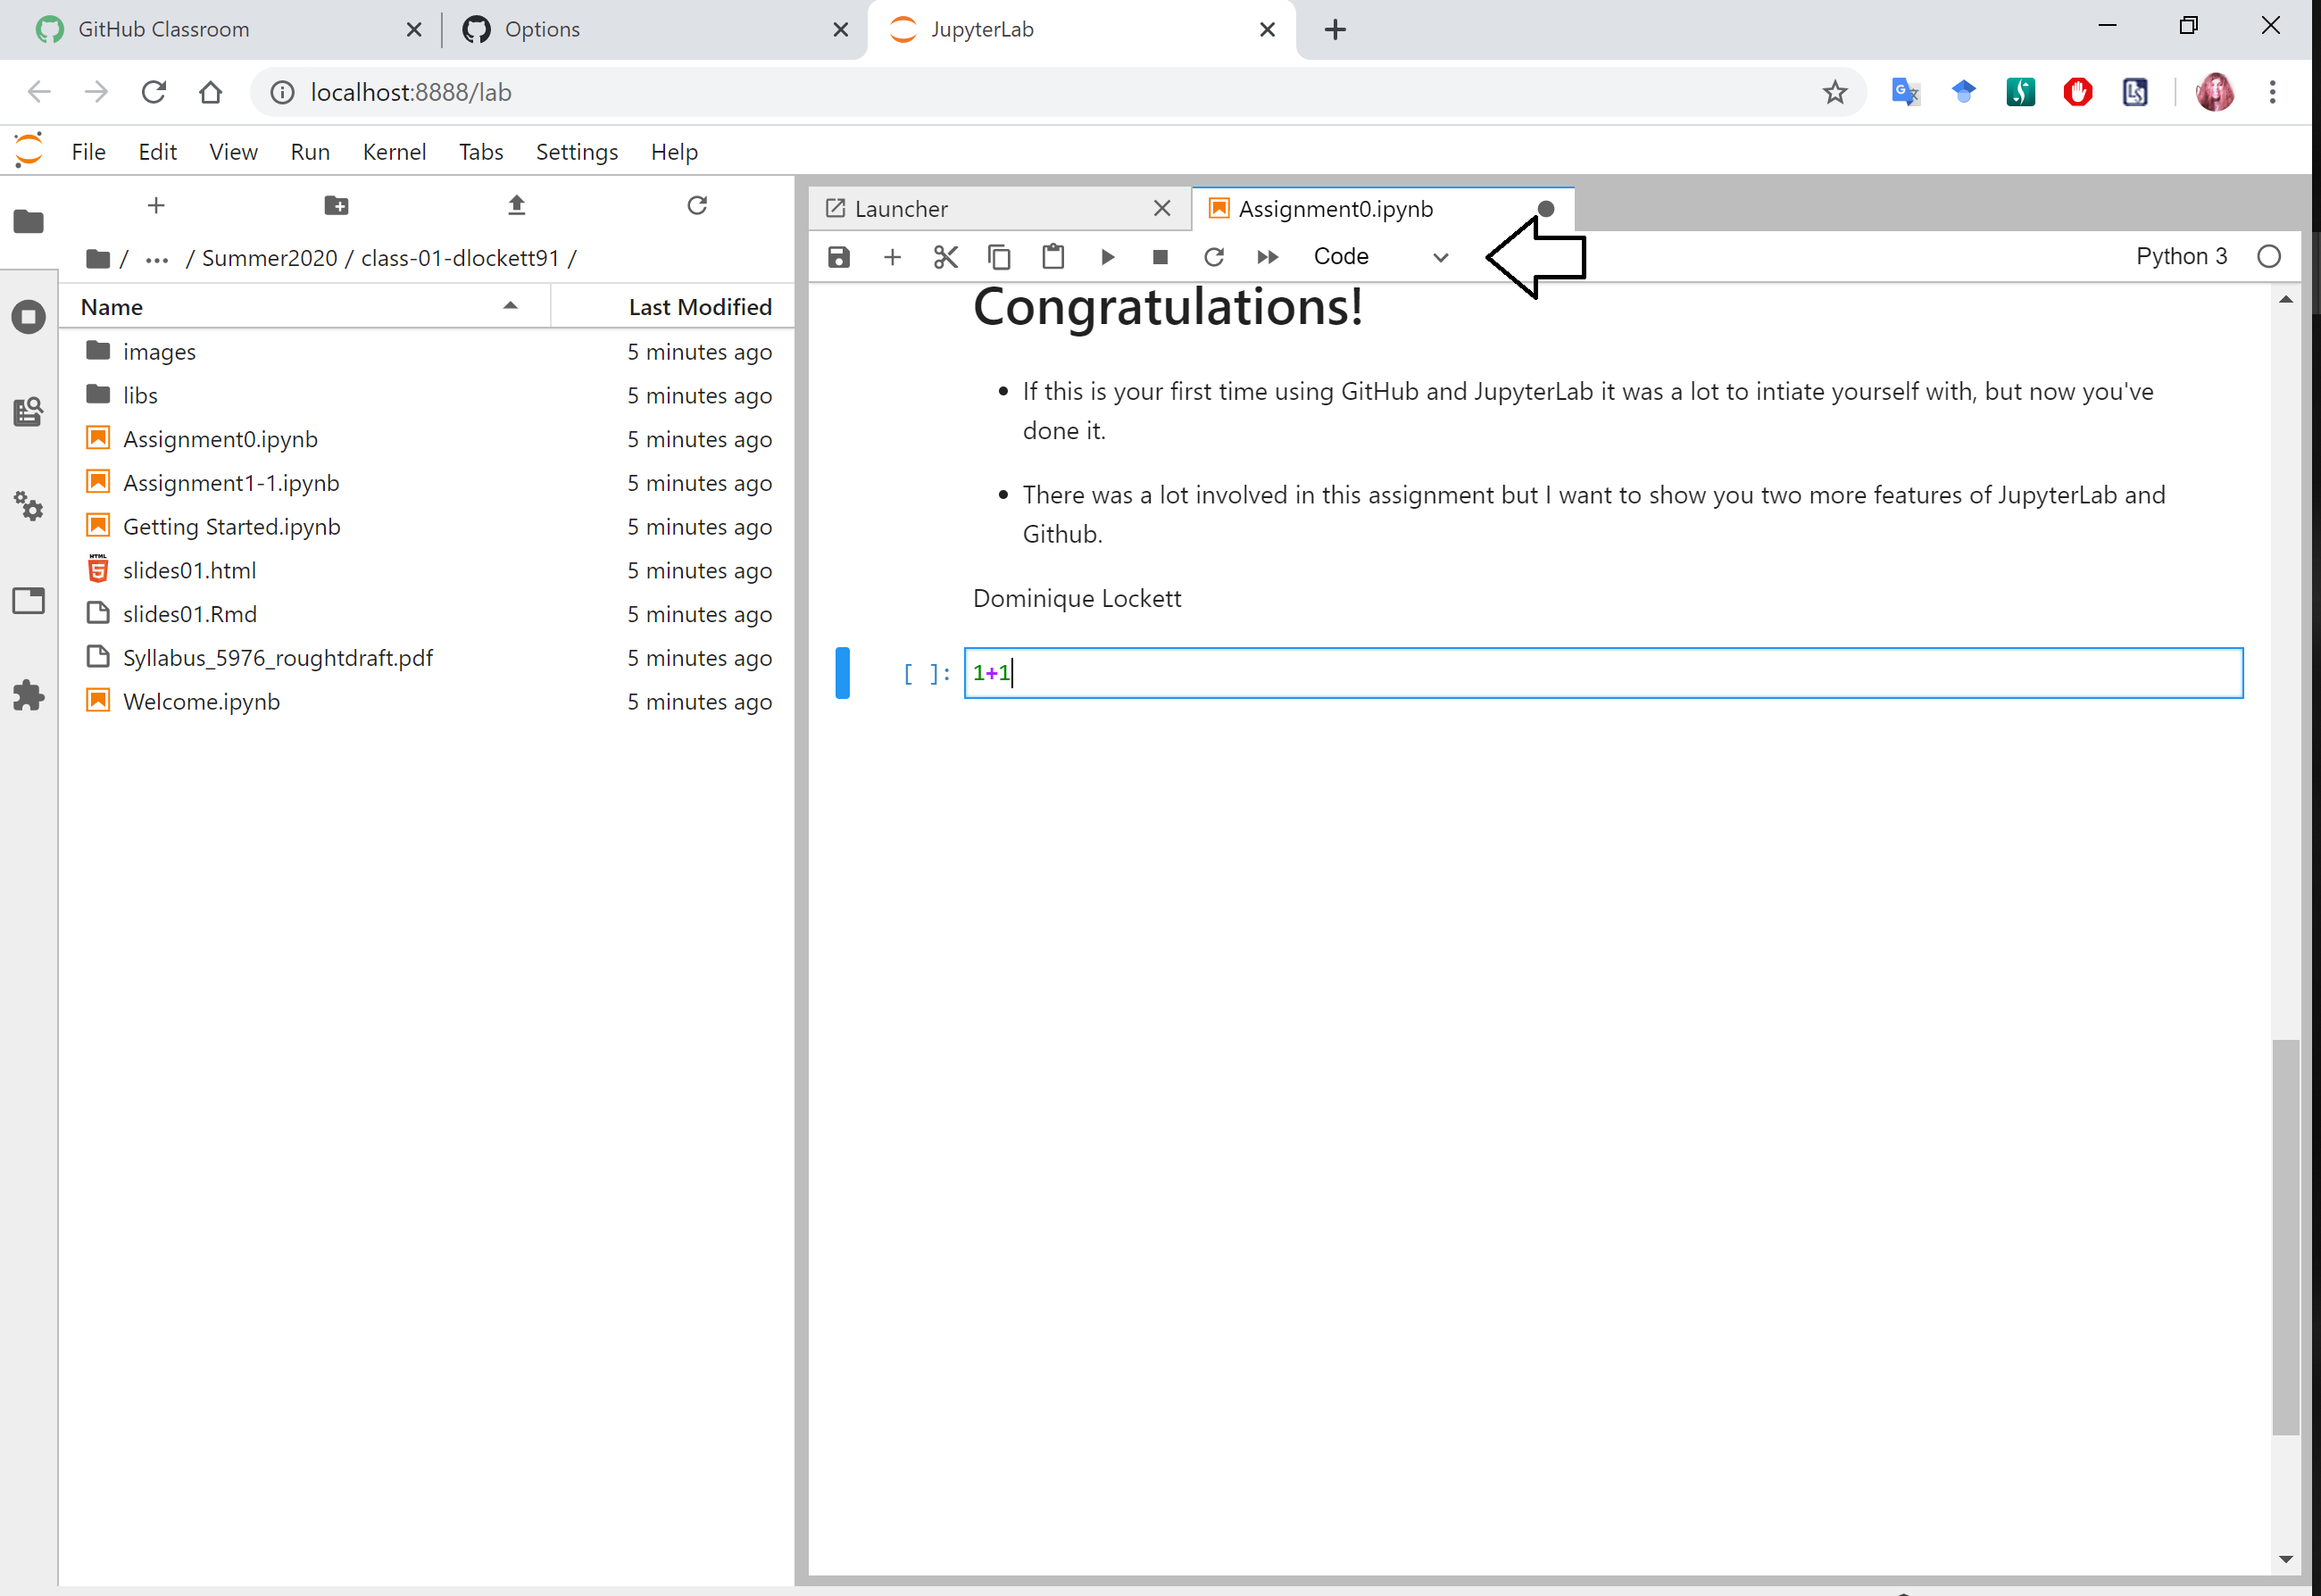 GitHub Classroom
Options
JupyterLab
localhost:8888/lab
File Edit View Run Kernel Tabs Settings Help
/ ... / Summer2020 / class-01-dlockett91 /
Name Last Modified
images 5 minutes ago
libs 5 minutes ago
Assignment0.ipynb 5 minutes ago
Assignment1-1.ipynb 5 minutes ago
Getting Started.ipynb 5 minutes ago
HTML 5 slides01.html 5 minutes ago
slides01.Rmd 5 minutes ago
Syllabus_5976_roughtdraft.pdf 5 minutes ago
Welcome.ipynb 5 minutes ago
Launcher
Assignment0.ipynb
Code
Python 3
Congratulations!
• If this is your first time using GitHub and JupyterLab it was a lot to intiate yourself with, but now you've
done it.
• There was a lot involved in this assignment but I want to show you two more features of JupyterLab and
Github.
Dominique Lockett
[ ]: 1+1